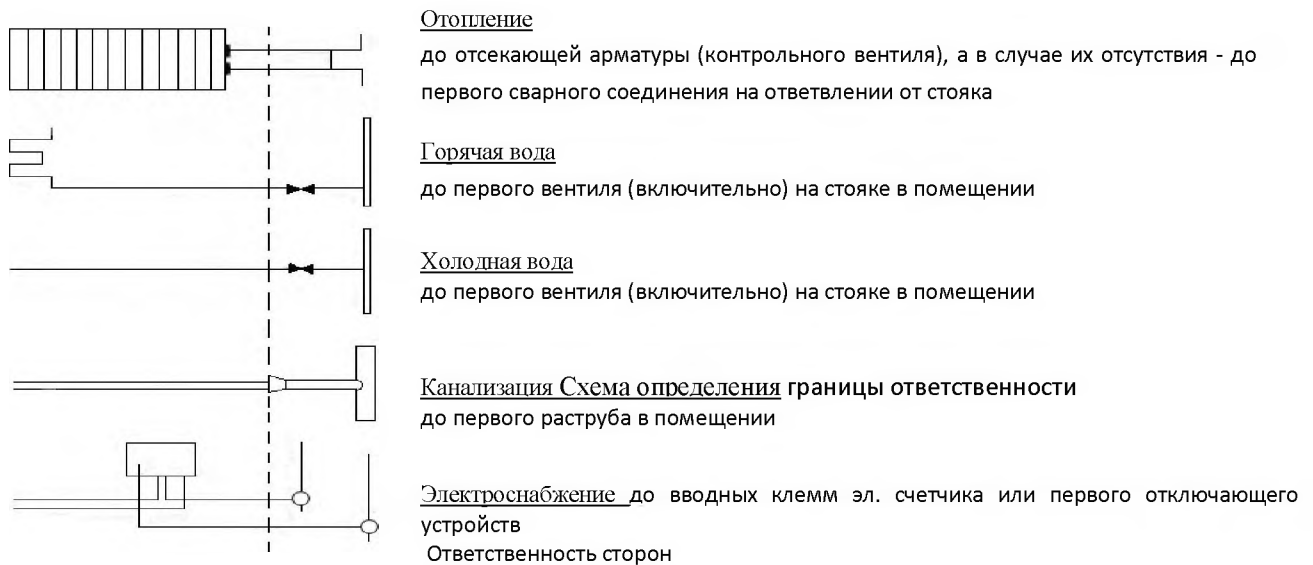 Отопление
до отсекающей арматуры (контрольного вентиля), а в случае их отсутствия - до
первого сварного соединения на ответвлении от стояка
Горячая вода
до первого вентиля (включительно) на стояке в помещении
Холодная вода
до первого вентиля (включительно) на стояке в помещении
Канализация Схема определения границы ответственности
до первого раструба в помещении
Электроснабжение до вводных клемм эл. счетчика или первого отключающего
устройств
Ответственность сторон